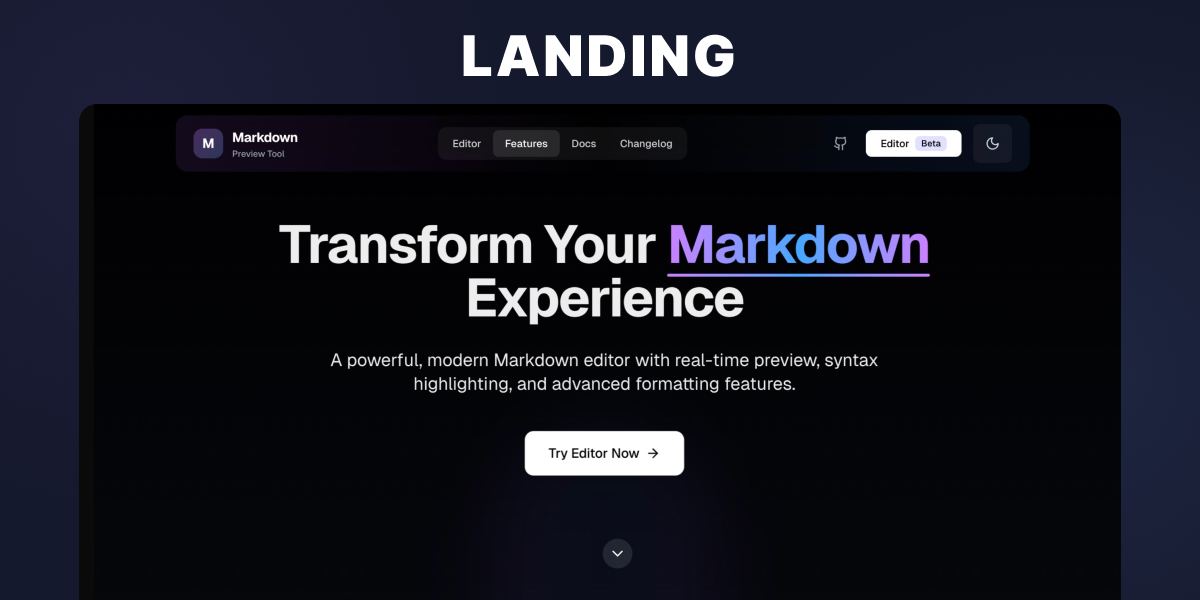 LANDING
M
Markdown
Preview Tool
Editor
Features
Docs
Changelog
Editor
Beta
Transform Your Markdown
Experience
A powerful, modern Markdown editor with real-time preview, syntax
highlighting, and advanced formatting features.
Try Editor Now →